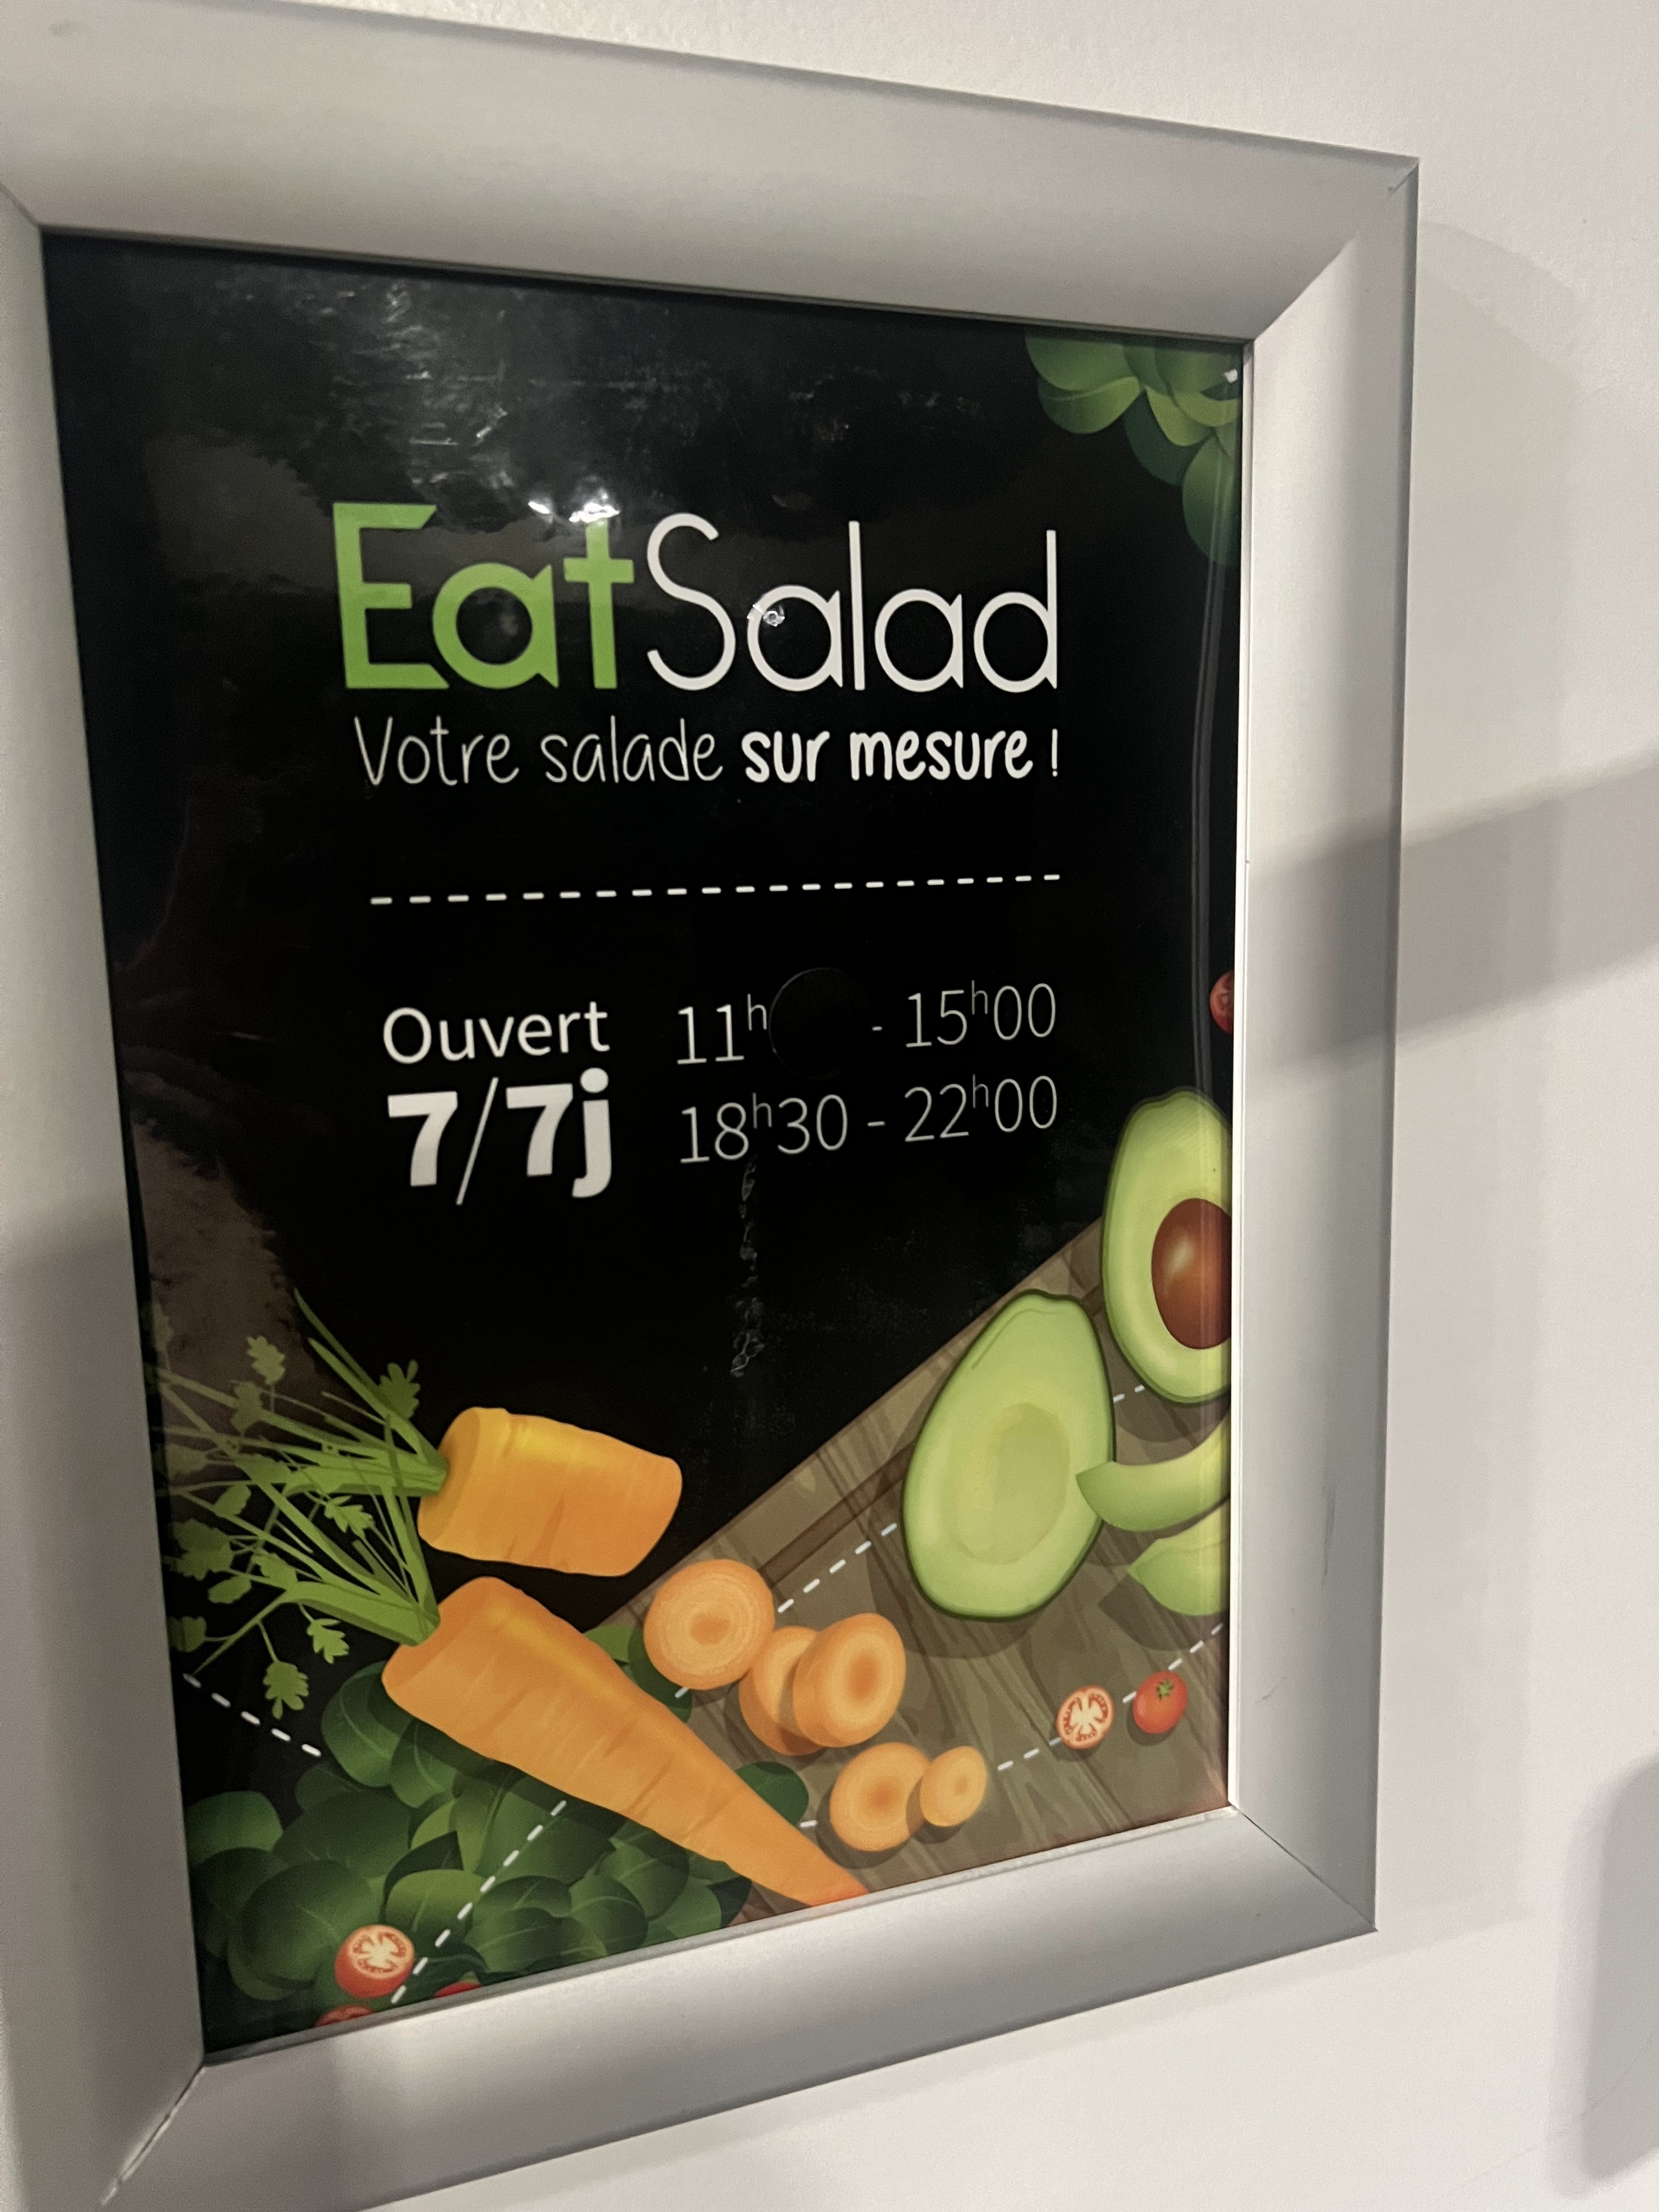 EatSalad
Votre salade sur mesure !
Ouvert 11h - 15h00
7/7j 18h30 - 22h00